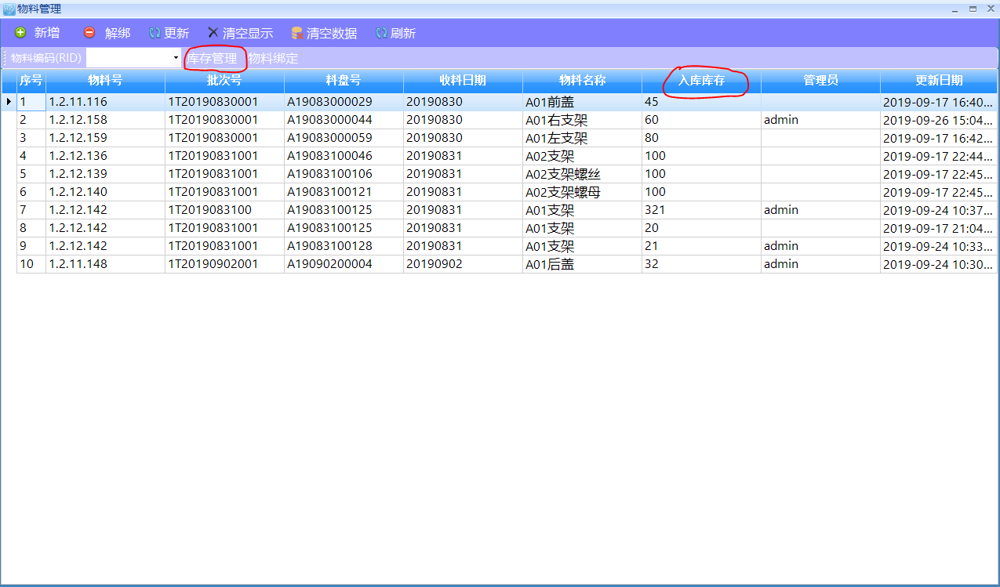 物料管理
新增 解绑 更新 清空显示 清空数据 刷新
物料编码(RID) 库存管理 物料绑定
序号 物料号 批次号 料盘号 收料日期 物料名称 入库库存 管理员 更新日期
1 1.2.11.116 1T20190830001 A19083000029 20190830 A01前盖 45 2019-09-17 16:40...
2 1.2.12.158 1T20190830001 A19083000044 20190830 A01右支架 60 admin 2019-09-26 15:04...
3 1.2.12.159 1T20190830001 A19083000059 20190830 A01左支架 80 2019-09-17 16:42...
4 1.2.12.136 1T20190831001 A19083100046 20190831 A02支架 100 2019-09-17 22:44...
5 1.2.12.139 1T20190831001 A19083100106 20190831 A02支架螺丝 100 2019-09-17 22:45...
6 1.2.12.140 1T20190831001 A19083100121 20190831 A02支架螺母 100 2019-09-17 22:45...
7 1.2.12.142 1T2019083100 A19083100125 20190831 A01支架 321 admin 2019-09-24 10:37...
8 1.2.12.142 1T20190831001 A19083100125 20190831 A01支架 20 2019-09-17 21:04...
9 1.2.12.142 1T20190831001 A19083100128 20190831 A01支架 21 admin 2019-09-24 10:33...
10 1.2.11.148 1T20190902001 A19090200004 20190902 A01后盖 32 admin 2019-09-24 10:30...